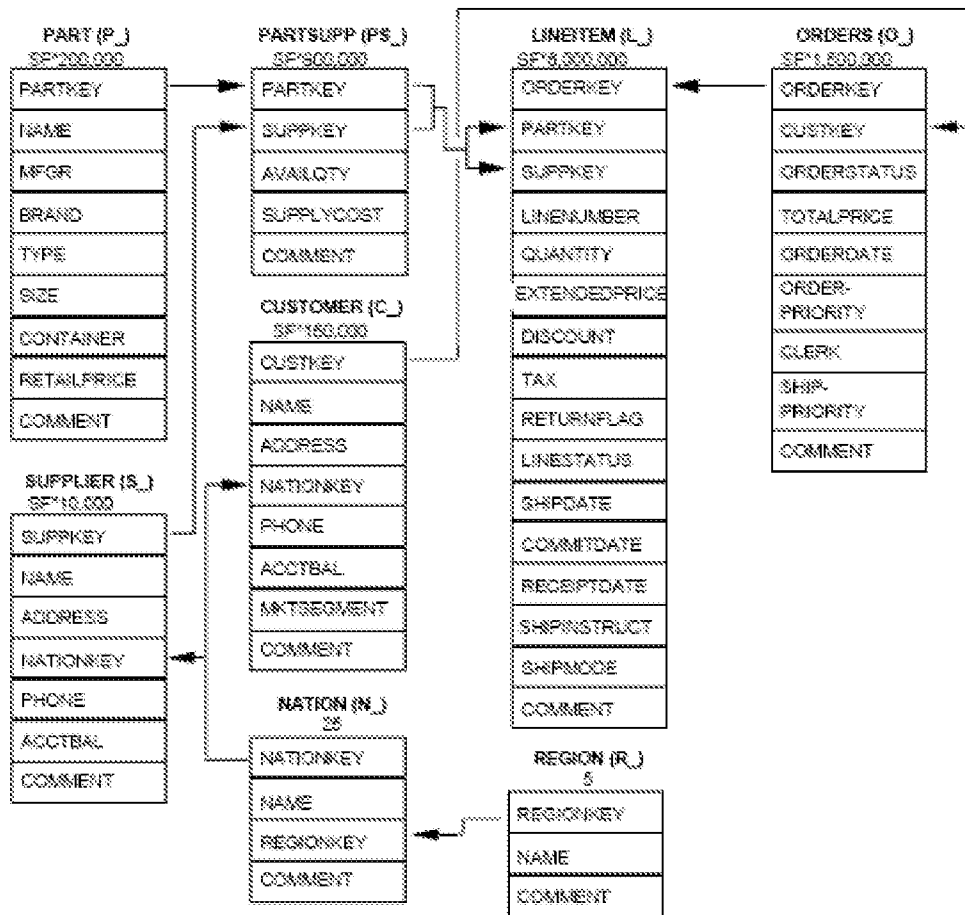 PART (P_)
SF*200,000
PARTKEY
NAME
MFGR
BRAND
TYPE
SIZE
CONTAINER
RETAILPRICE
COMMENT
SUPPLIER (S_)
SF*10,000
SUPPKEY
NAME
ADDRESS
NATIONKEY
PHONE
ACCTBAL
COMMENT
PARTSUPP (PS_)
SF*800,000
PARTKEY
SUPPKEY
AVAILQTY
SUPPLYCOST
COMMENT
CUSTOMER (C_)
SF*150,000
CUSTKEY
NAME
ADDRESS
NATIONKEY
PHONE
ACCTBAL
MKTSEGMENT
COMMENT
NATION (N_)
25
NATIONKEY
NAME
REGIONKEY
COMMENT
LINEITEM (L_)
SF*6,000,000
ORDERKEY
PARTKEY
SUPPKEY
LINENUMBER
QUANTITY
EXTENDEDPRICE
DISCOUNT
TAX
RETURNFLAG
LINESTATUS
SHIPDATE
COMMITDATE
RECEIPTDATE
SHIPINSTRUCT
SHIPMODE
COMMENT
REGION (R_)
5
REGIONKEY
NAME
COMMENT
ORDERS (O_)
SF*1,500,000
ORDERKEY
CUSTKEY
ORDERSTATUS
TOTALPRICE
ORDERDATE
ORDER-
PRIORITY
CLERK
SHIP-
PRIORITY
COMMENT